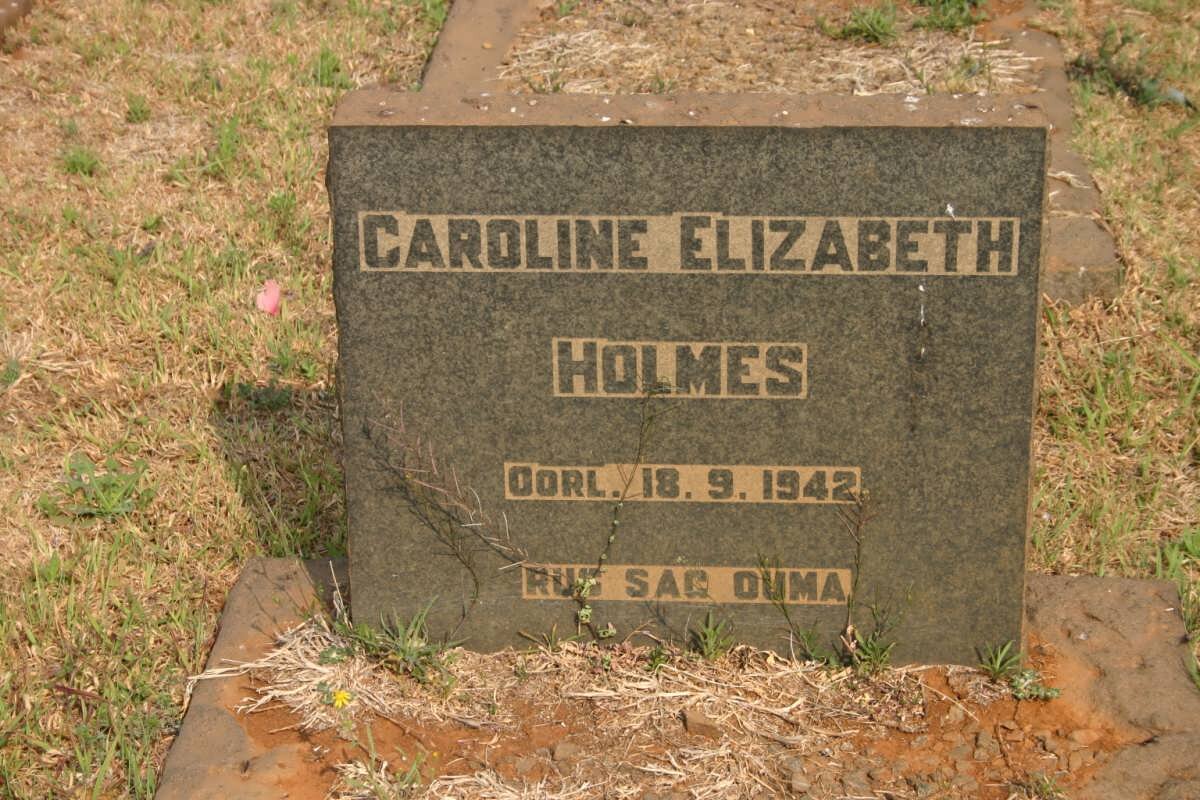 CAROLINE ELIZABETH
HOLMES
OORL. 18. 9. 1942
RUS SAG OUMA